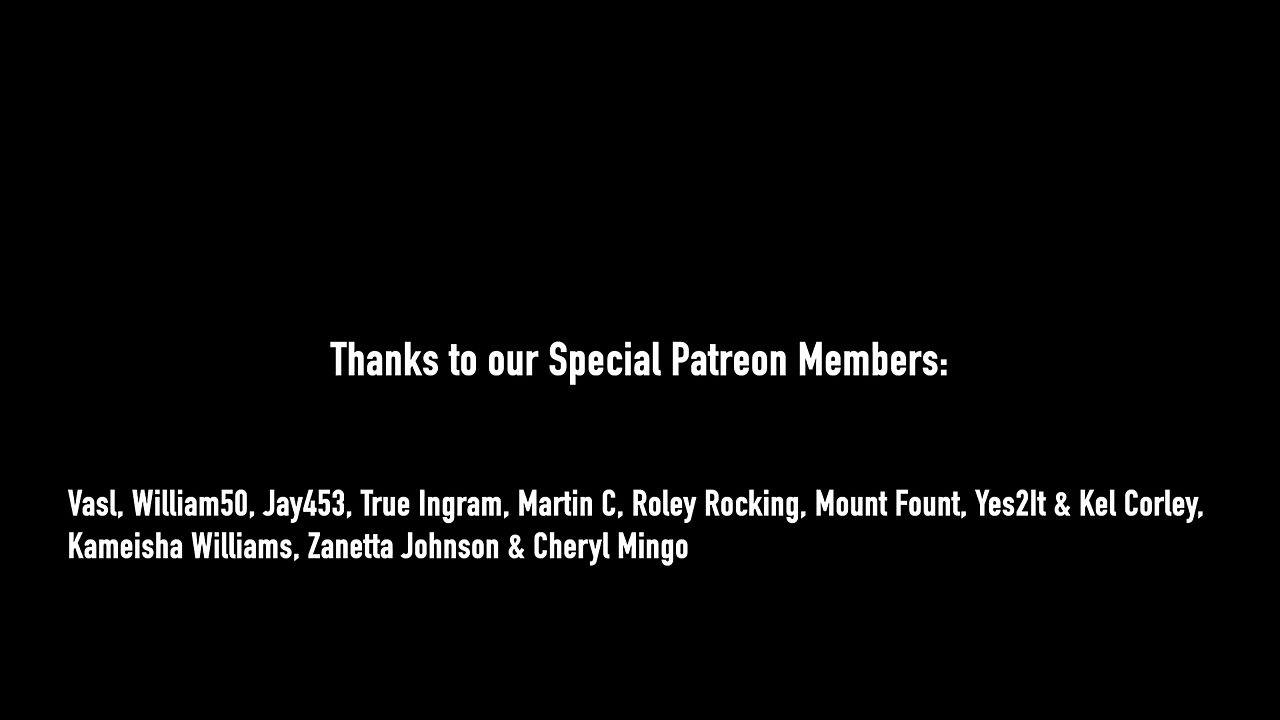 Thanks to our Special Patreon Members:
Vasl, William50, Jay453, True Ingram, Martin C, Roley Rocking, Mount Fount, Yes2It & Kel Corley,
Kameisha Williams, Zanetta Johnson & Cheryl Mingo